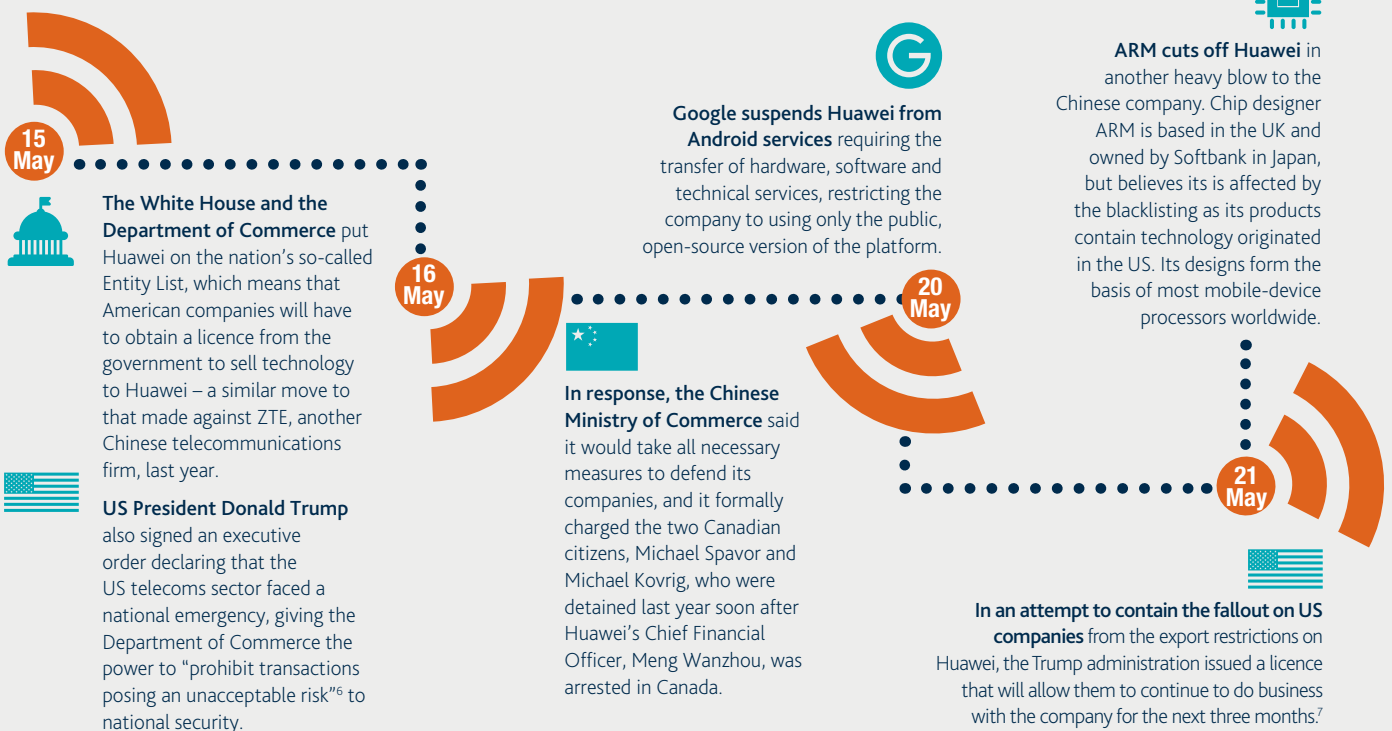 15
May
The White House and the
Department of Commerce put
Huawei on the nation's so-called
Entity List, which means that
American companies will have
to obtain a licence from the
government to sell technology
to Huawei – a similar move to
that made against ZTE, another
Chinese telecommunications
firm, last year.
US President Donald Trump
also signed an executive
order declaring that the
US telecoms sector faced a
national emergency, giving the
Department of Commerce the
power to "prohibit transactions
posing an unacceptable risk"⁶ to
national security.
16
May
In response, the Chinese
Ministry of Commerce said
it would take all necessary
measures to defend its
companies, and it formally
charged the two Canadian
citizens, Michael Spavor and
Michael Kovrig, who were
detained last year soon after
Huawei's Chief Financial
Officer, Meng Wanzhou, was
arrested in Canada.
G
Google suspends Huawei from
Android services requiring the
transfer of hardware, software and
technical services, restricting the
company to using only the public,
open-source version of the platform.
20
May
ARM cuts off Huawei in
another heavy blow to the
Chinese company. Chip designer
ARM is based in the UK and
owned by Softbank in Japan,
but believes its is affected by
the blacklisting as its products
contain technology originated
in the US. Its designs form the
basis of most mobile-device
processors worldwide.
21
May
In an attempt to contain the fallout on US
companies from the export restrictions on
Huawei, the Trump administration issued a licence
that will allow them to continue to do business
with the company for the next three months.⁷